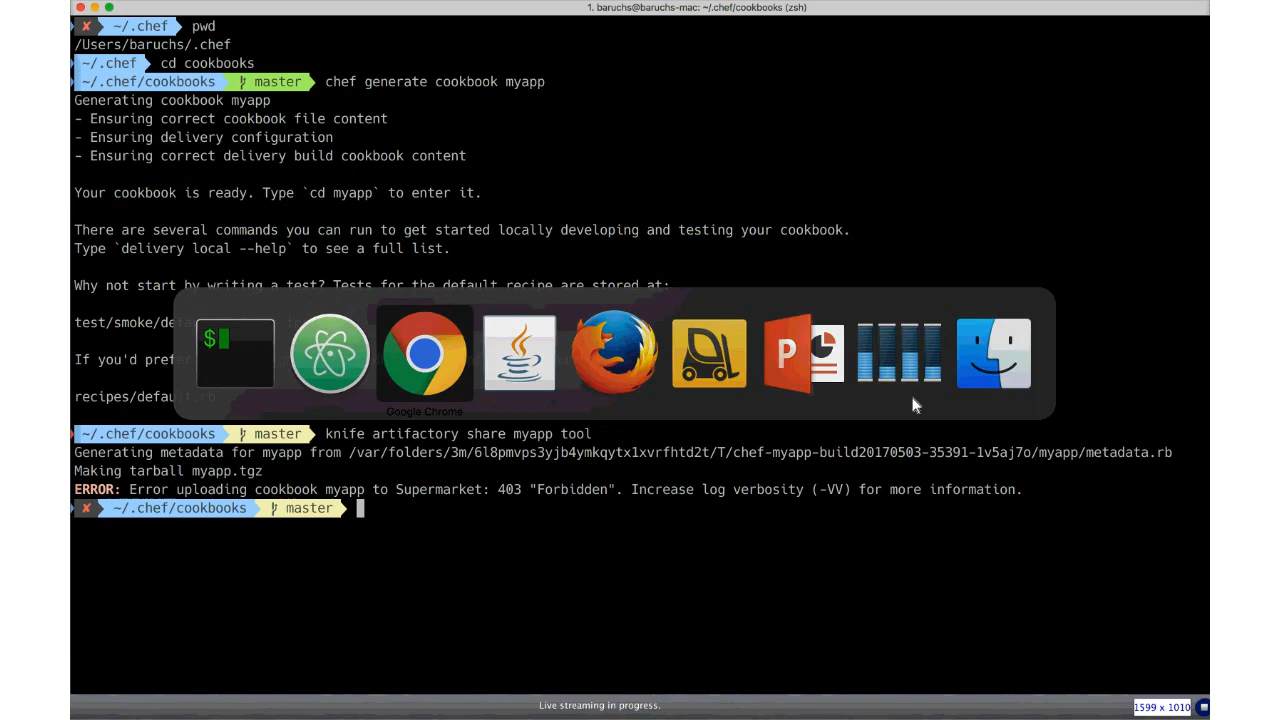 1. baruchs@baruchs-mac: ~/.chef/cookbooks (zsh)
✘ ~/.chef pwd
/Users/baruchs/.chef
~/.chef cd cookbooks
~/.chef/cookbooks master chef generate cookbook myapp
Generating cookbook myapp
- Ensuring correct cookbook file content
- Ensuring delivery configuration
- Ensuring correct delivery build cookbook content
Your cookbook is ready. Type `cd myapp` to enter it.
There are several commands you can run to get started locally developing and testing your cookbook.
Type `delivery local --help` to see a full list.
Why not start by writing a test? Tests for the default recipe are stored at:
test/smoke/
If you'd prefer
recipes/default.rb
$
P
Google Chrome
~/.chef/cookbooks master knife artifactory share myapp tool
Generating metadata for myapp from /var/folders/3m/6l8pmvps3yjb4ymkqytx1xvrfhtd2t/T/chef-myapp-build20170503-35391-1v5aj7o/myapp/metadata.rb
Making tarball myapp.tgz
ERROR: Error uploading cookbook myapp to Supermarket: 403 "Forbidden". Increase log verbosity (-VV) for more information.
✘ ~/.chef/cookbooks master
Live streaming in progress.
1599 x 1010